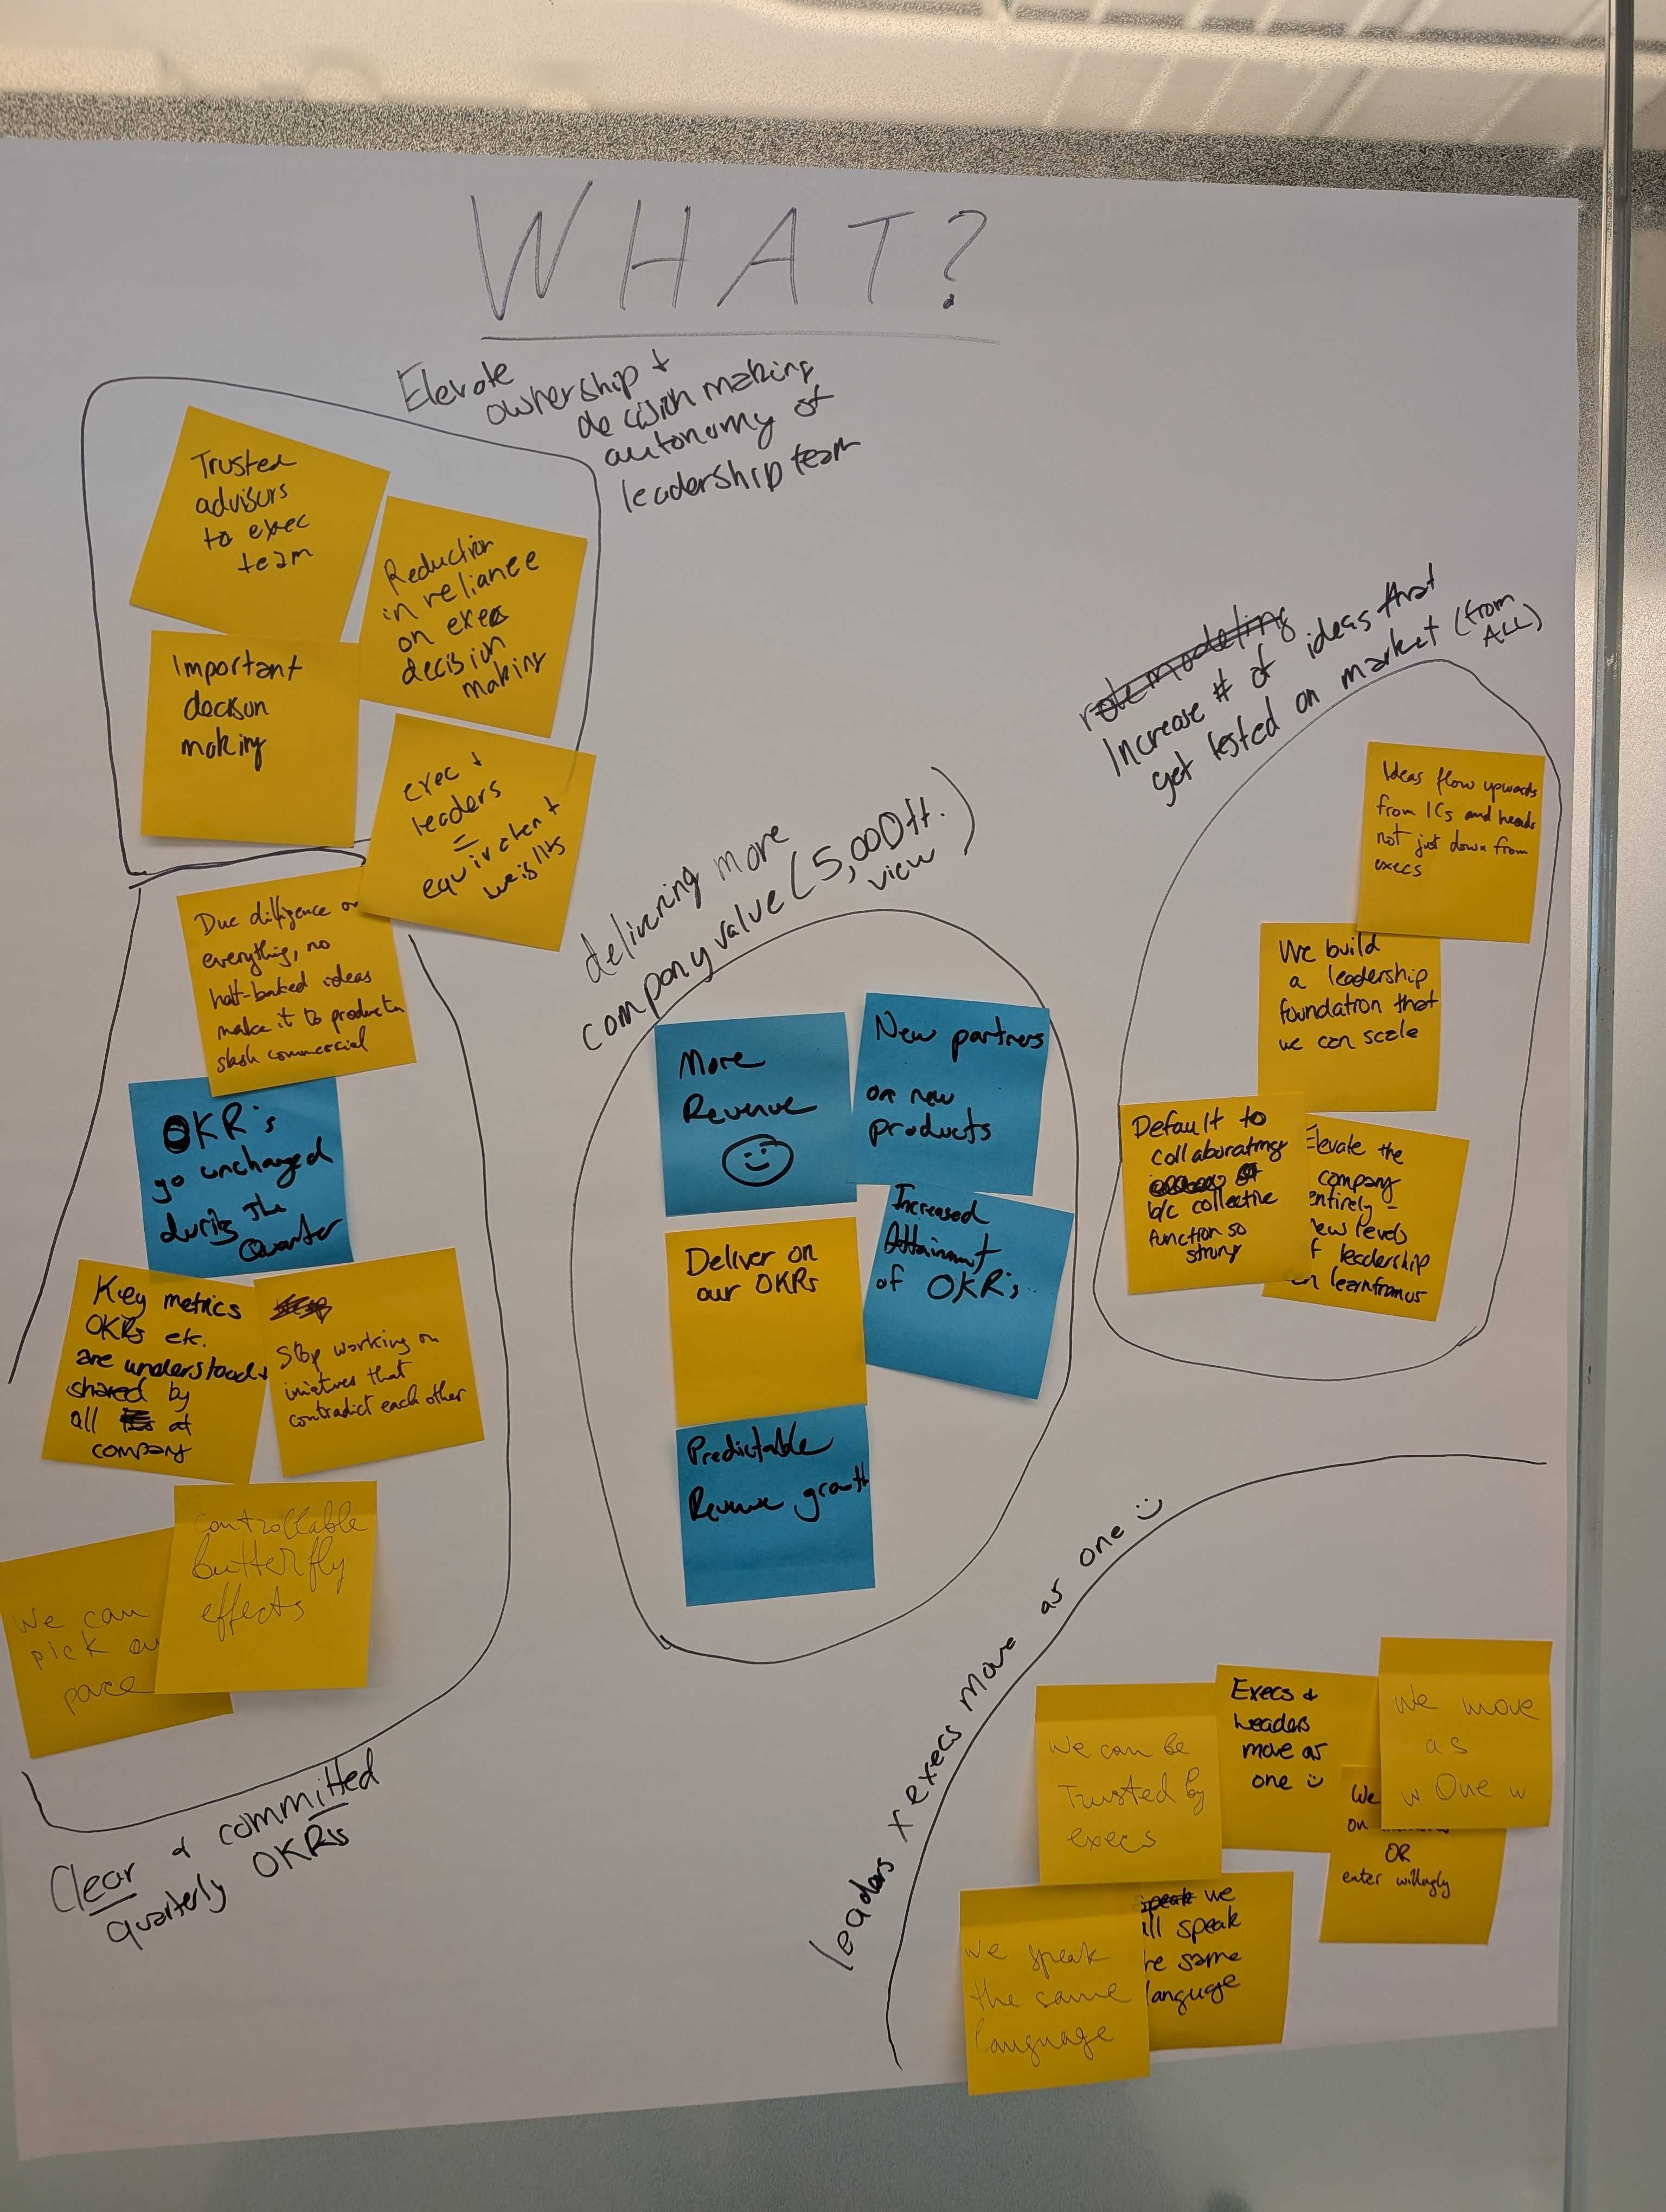 WHAT?
Elevate
ownership +
decision making
autonomy of
leadership team
Trusted
advisors
to exec
team
Reduction
in reliance
on exec
decision
making
Important
decison
making
exec +
leaders
=
equivalent
weights
Due diligence on
everything, no
half-baked ideas
make it to production
slash commercial
OKR's
go unchanged
during the
Quarter
Key metrics
OKRs etc.
are understood +
shared by
all at
company
Stop working on
iniatives that
contradict each other
controllable
butterfly
effects
We can
pick ou
pace
Clear & committed
quarterly OKRs
delivering more
company value (5,000ft.
view)
More
Revenue
New partners
on new
products
Deliver on
our OKRs
Increased
Attainment
of OKRs
Predictable
Revenue growth
role modeling
Increase # of ideas that
get tested on market (from
ALL)
Ideas flow upwards
from ICs and heads
not just down from
execs
We build
a leadership
foundation that
we can scale
Default to
collaborating
b/c collective
function so
strong
Elevate the
company
entirely -
new levels
of leadership
learn from us
leaders x execs move as one :)
We can be
Trusted by
execs
Execs &
leaders
move as
one :)
We move
as
One
We
on
OR
enter willingly
We speak
the same
language
speak we
all speak
the same
language